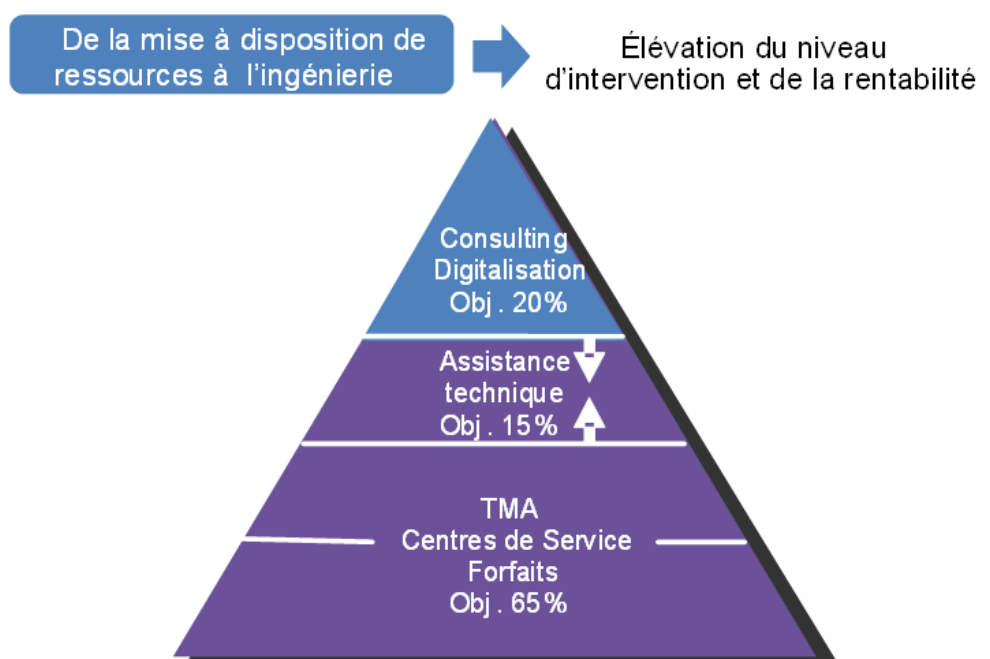 De la mise à disposition de
ressources à l'ingénierie
Élévation du niveau
d'intervention et de la rentabilité
Consulting
Digitalisation
Obj . 20%
Assistance
technique
Obj . 15%
TMA
Centres de Service
Forfaits
Obj . 65%